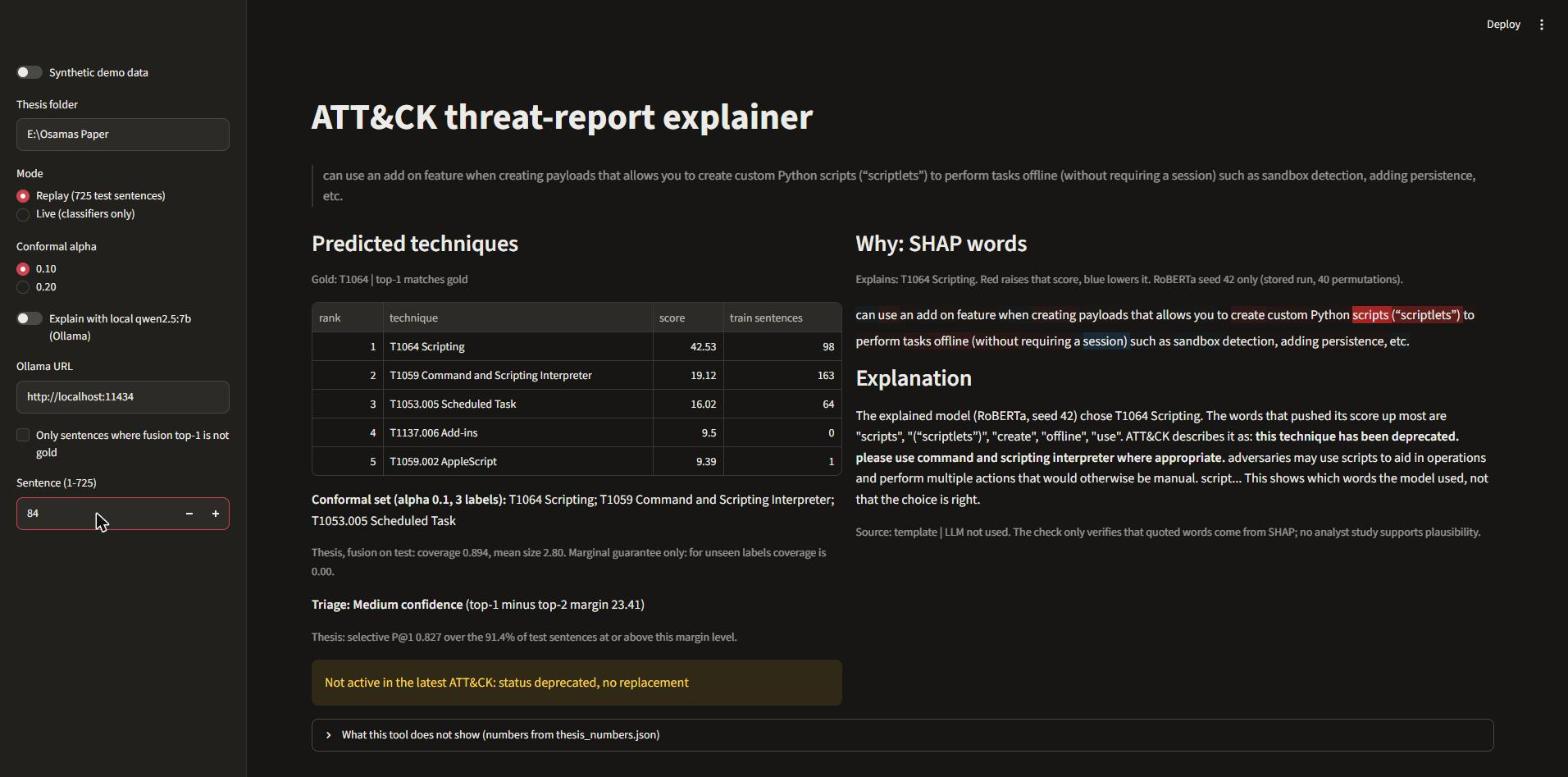 Deploy
Synthetic demo data
Thesis folder
E:\Osamas Paper
Mode
Replay (725 test sentences)
Live (classifiers only)
Conformal alpha
0.10
0.20
Explain with local qwen2.5:7b
(Ollama)
Ollama URL
http://localhost:11434
Only sentences where fusion top-1 is not
gold
Sentence (1-725)
84
ATT&CK threat-report explainer
can use an add on feature when creating payloads that allows you to create custom Python scripts (“scriptlets”) to perform tasks offline (without requiring a session) such as sandbox detection, adding persistence,
etc.
Predicted techniques
Gold: T1064 | top-1 matches gold
rank technique score train sentences
1 T1064 Scripting 42.53 98
2 T1059 Command and Scripting Interpreter 19.12 163
3 T1053.005 Scheduled Task 16.02 64
4 T1137.006 Add-ins 9.5 0
5 T1059.002 AppleScript 9.39 1
Conformal set (alpha 0.1, 3 labels): T1064 Scripting; T1059 Command and Scripting Interpreter;
T1053.005 Scheduled Task
Thesis, fusion on test: coverage 0.894, mean size 2.80. Marginal guarantee only: for unseen labels coverage is
0.00.
Triage: Medium confidence (top-1 minus top-2 margin 23.41)
Thesis: selective P@1 0.827 over the 91.4% of test sentences at or above this margin level.
Not active in the latest ATT&CK: status deprecated, no replacement
Why: SHAP words
Explains: T1064 Scripting. Red raises that score, blue lowers it. RoBERTa seed 42 only (stored run, 40 permutations).
can use an add on feature when creating payloads that allows you to create custom Python scripts (“scriptlets”) to
perform tasks offline (without requiring a session) such as sandbox detection, adding persistence, etc.
Explanation
The explained model (RoBERTa, seed 42) chose T1064 Scripting. The words that pushed its score up most are
"scripts", "(“scriptlets”)", "create", "offline", "use". ATT&CK describes it as: this technique has been deprecated.
please use command and scripting interpreter where appropriate. adversaries may use scripts to aid in operations
and perform multiple actions that would otherwise be manual. script... This shows which words the model used, not
that the choice is right.
Source: template | LLM not used. The check only verifies that quoted words come from SHAP; no analyst study supports plausibility.
What this tool does not show (numbers from thesis_numbers.json)